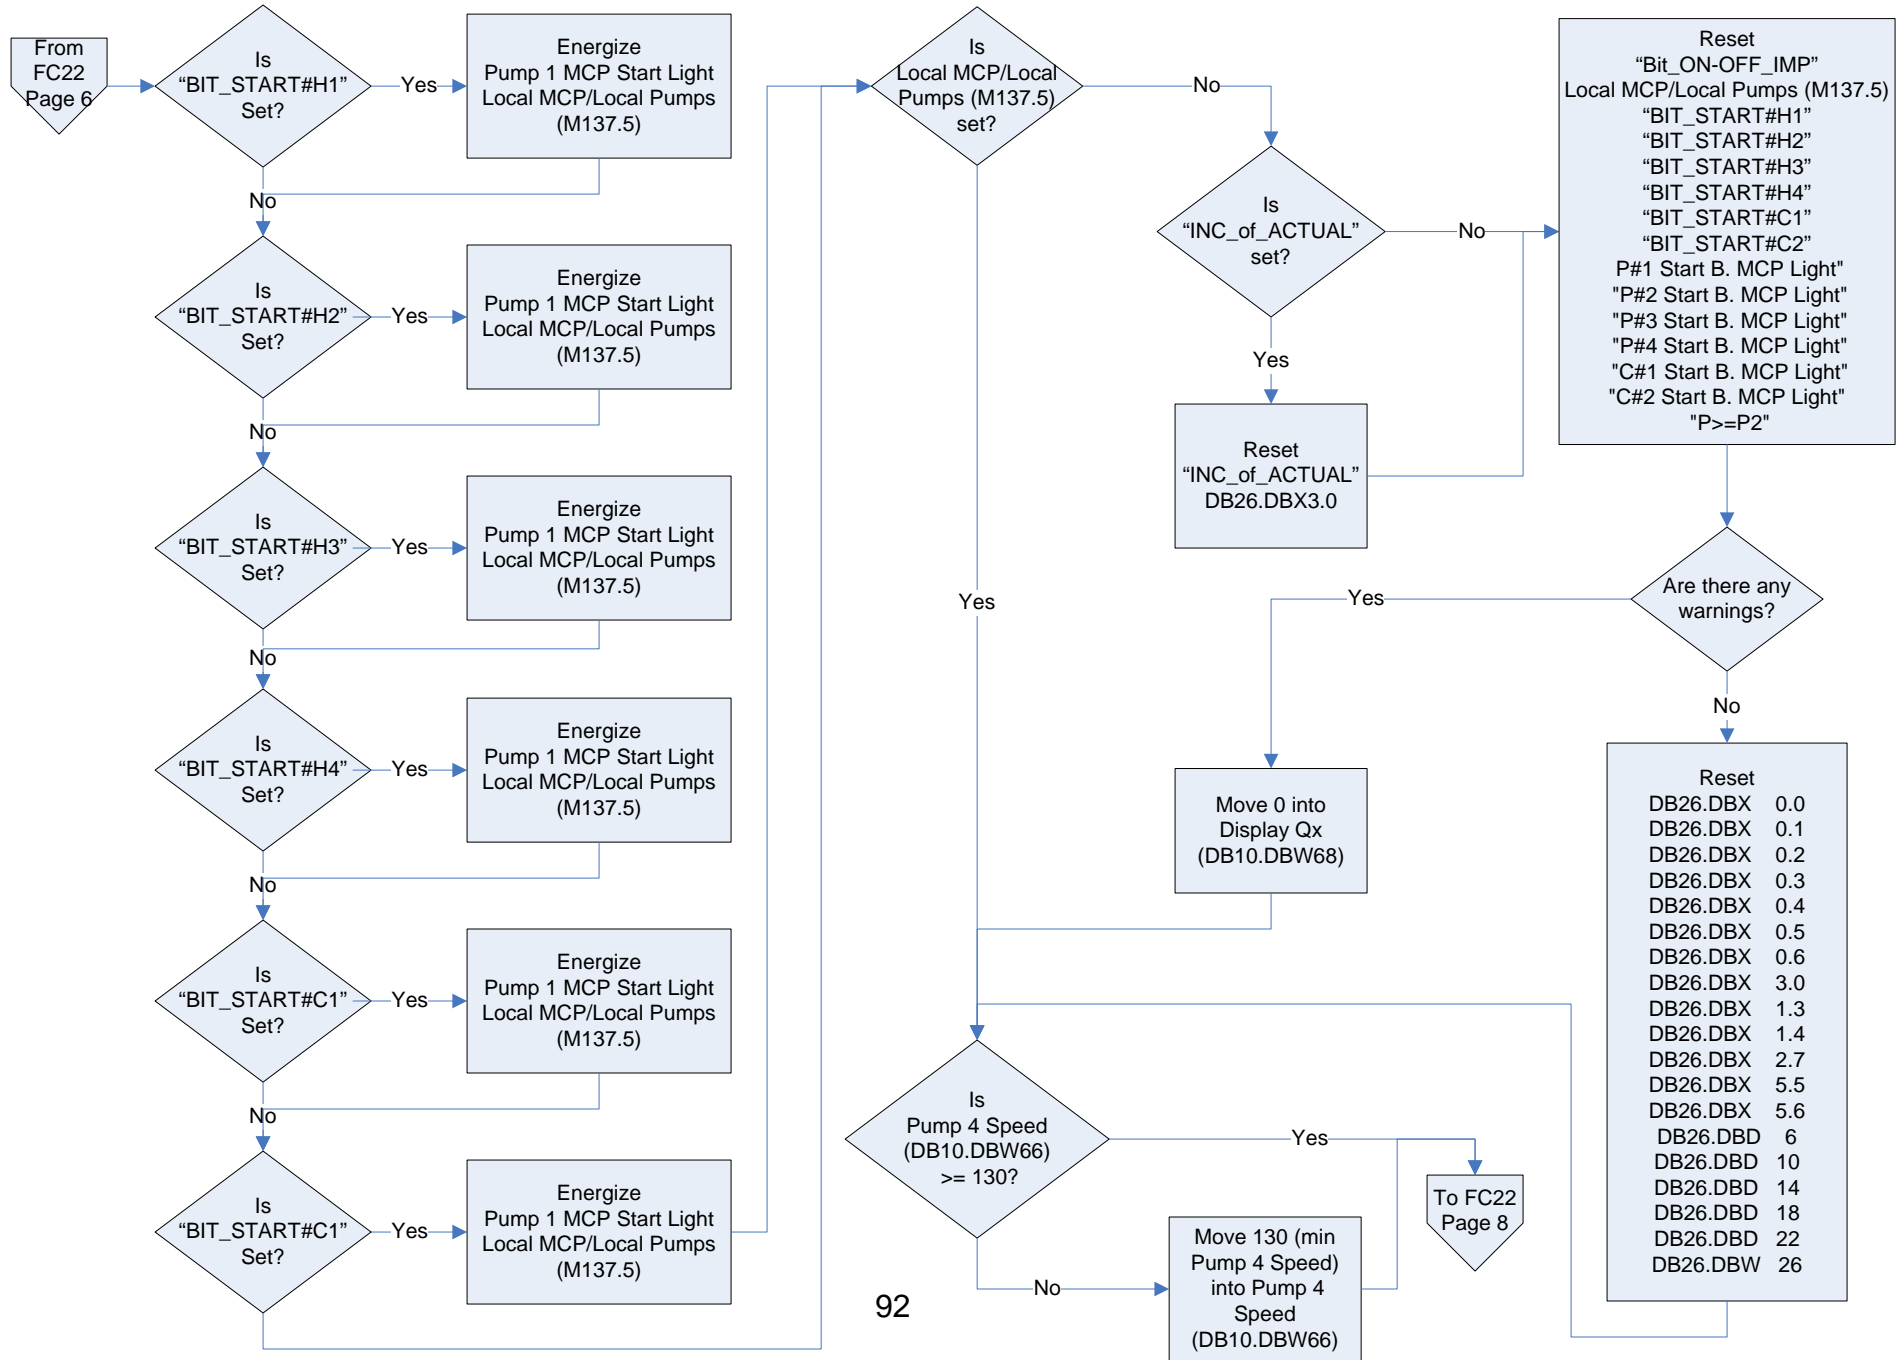 From
FC22
Page 6
Is
“BIT_START#H1”
Set?
Yes
Energize
Pump 1 MCP Start Light
Local MCP/Local Pumps
(M137.5)
No
Is
“BIT_START#H2”
Set?
Yes
Energize
Pump 1 MCP Start Light
Local MCP/Local Pumps
(M137.5)
No
Is
“BIT_START#H3”
Set?
Yes
Energize
Pump 1 MCP Start Light
Local MCP/Local Pumps
(M137.5)
No
Is
“BIT_START#H4”
Set?
Yes
Energize
Pump 1 MCP Start Light
Local MCP/Local Pumps
(M137.5)
No
Is
“BIT_START#C1”
Set?
Yes
Energize
Pump 1 MCP Start Light
Local MCP/Local Pumps
(M137.5)
No
Is
“BIT_START#C1”
Set?
Yes
Energize
Pump 1 MCP Start Light
Local MCP/Local Pumps
(M137.5)
Is
Local MCP/Local
Pumps (M137.5)
set?
No
Yes
Is
“INC_of_ACTUAL”
set?
No
Yes
Reset
“INC_of_ACTUAL”
DB26.DBX3.0
Reset
“Bit_ON-OFF_IMP”
Local MCP/Local Pumps (M137.5)
“BIT_START#H1”
“BIT_START#H2”
“BIT_START#H3”
“BIT_START#H4”
“BIT_START#C1”
“BIT_START#C2”
P#1 Start B. MCP Light"
"P#2 Start B. MCP Light"
"P#3 Start B. MCP Light"
"P#4 Start B. MCP Light"
"C#1 Start B. MCP Light"
"C#2 Start B. MCP Light"
"P>=P2"
Are there any
warnings?
Yes
No
Move 0 into
Display Qx
(DB10.DBW68)
Reset
DB26.DBX 0.0
DB26.DBX 0.1
DB26.DBX 0.2
DB26.DBX 0.3
DB26.DBX 0.4
DB26.DBX 0.5
DB26.DBX 0.6
DB26.DBX 3.0
DB26.DBX 1.3
DB26.DBX 1.4
DB26.DBX 2.7
DB26.DBX 5.5
DB26.DBX 5.6
DB26.DBD 6
DB26.DBD 10
DB26.DBD 14
DB26.DBD 18
DB26.DBD 22
DB26.DBW 26
Is
Pump 4 Speed
(DB10.DBW66)
>= 130?
Yes
No
Move 130 (min
Pump 4 Speed)
into Pump 4
Speed
(DB10.DBW66)
To FC22
Page 8
92